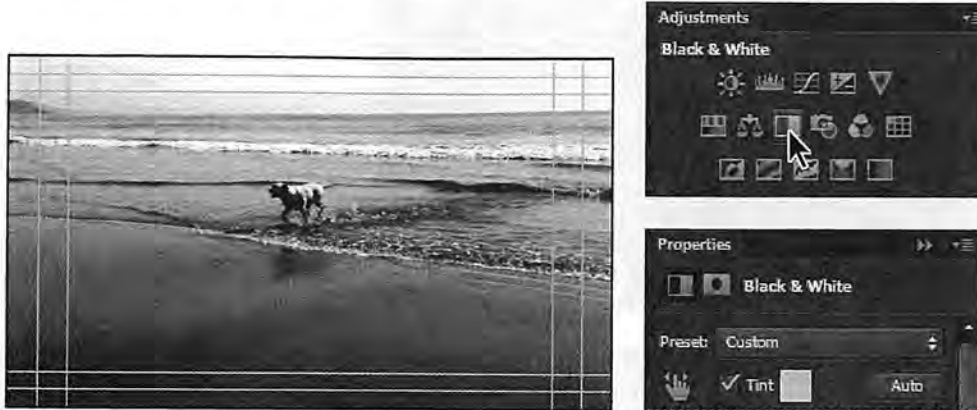 Adjustments
Black & White
Properties
Black & White
Preset: Custom
Tint Auto